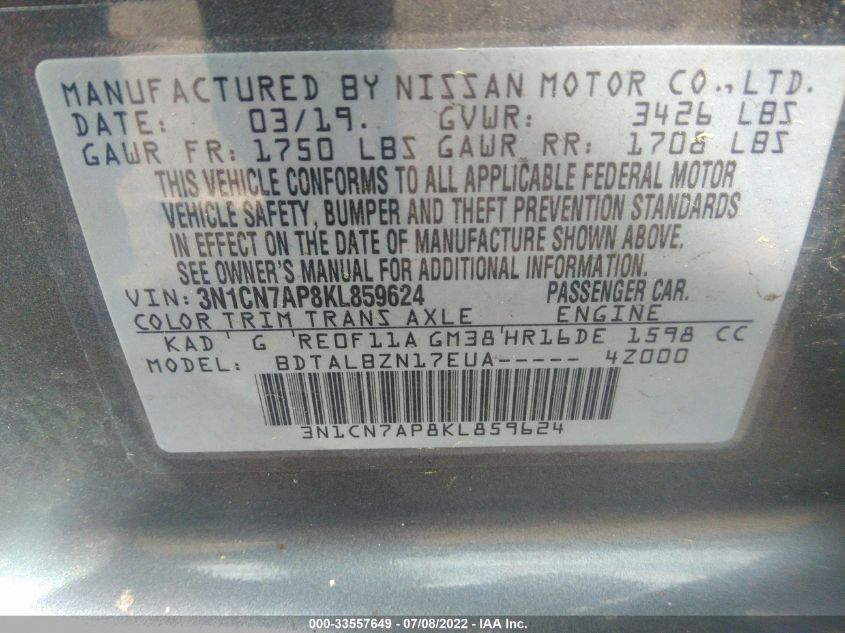 MANUFACTURED BY NISSAN MOTOR CO., LTD.
DATE: 03/19. GVWR: 3426 LBS
GAWR FR: 1750 LBS GAWR RR: 1708 LBS
THIS VEHICLE CONFORMS TO ALL APPLICABLE FEDERAL MOTOR
VEHICLE SAFETY, BUMPER AND THEFT PREVENTION STANDARDS
IN EFFECT ON THE DATE OF MANUFACTURE SHOWN ABOVE.
SEE OWNER'S MANUAL FOR ADDITIONAL INFORMATION.
VIN: 3N1CN7AP8KL859624 PASSENGER CAR.
COLOR TRIM TRANS AXLE ENGINE
KAD G RE0F11A GM38 HR16DE 1598 CC
MODEL: BDTALBZN17EUA----- 4Z000
3N1CN7AP8KL859624
000-33557649 - 07/08/2022 - IAA Inc.